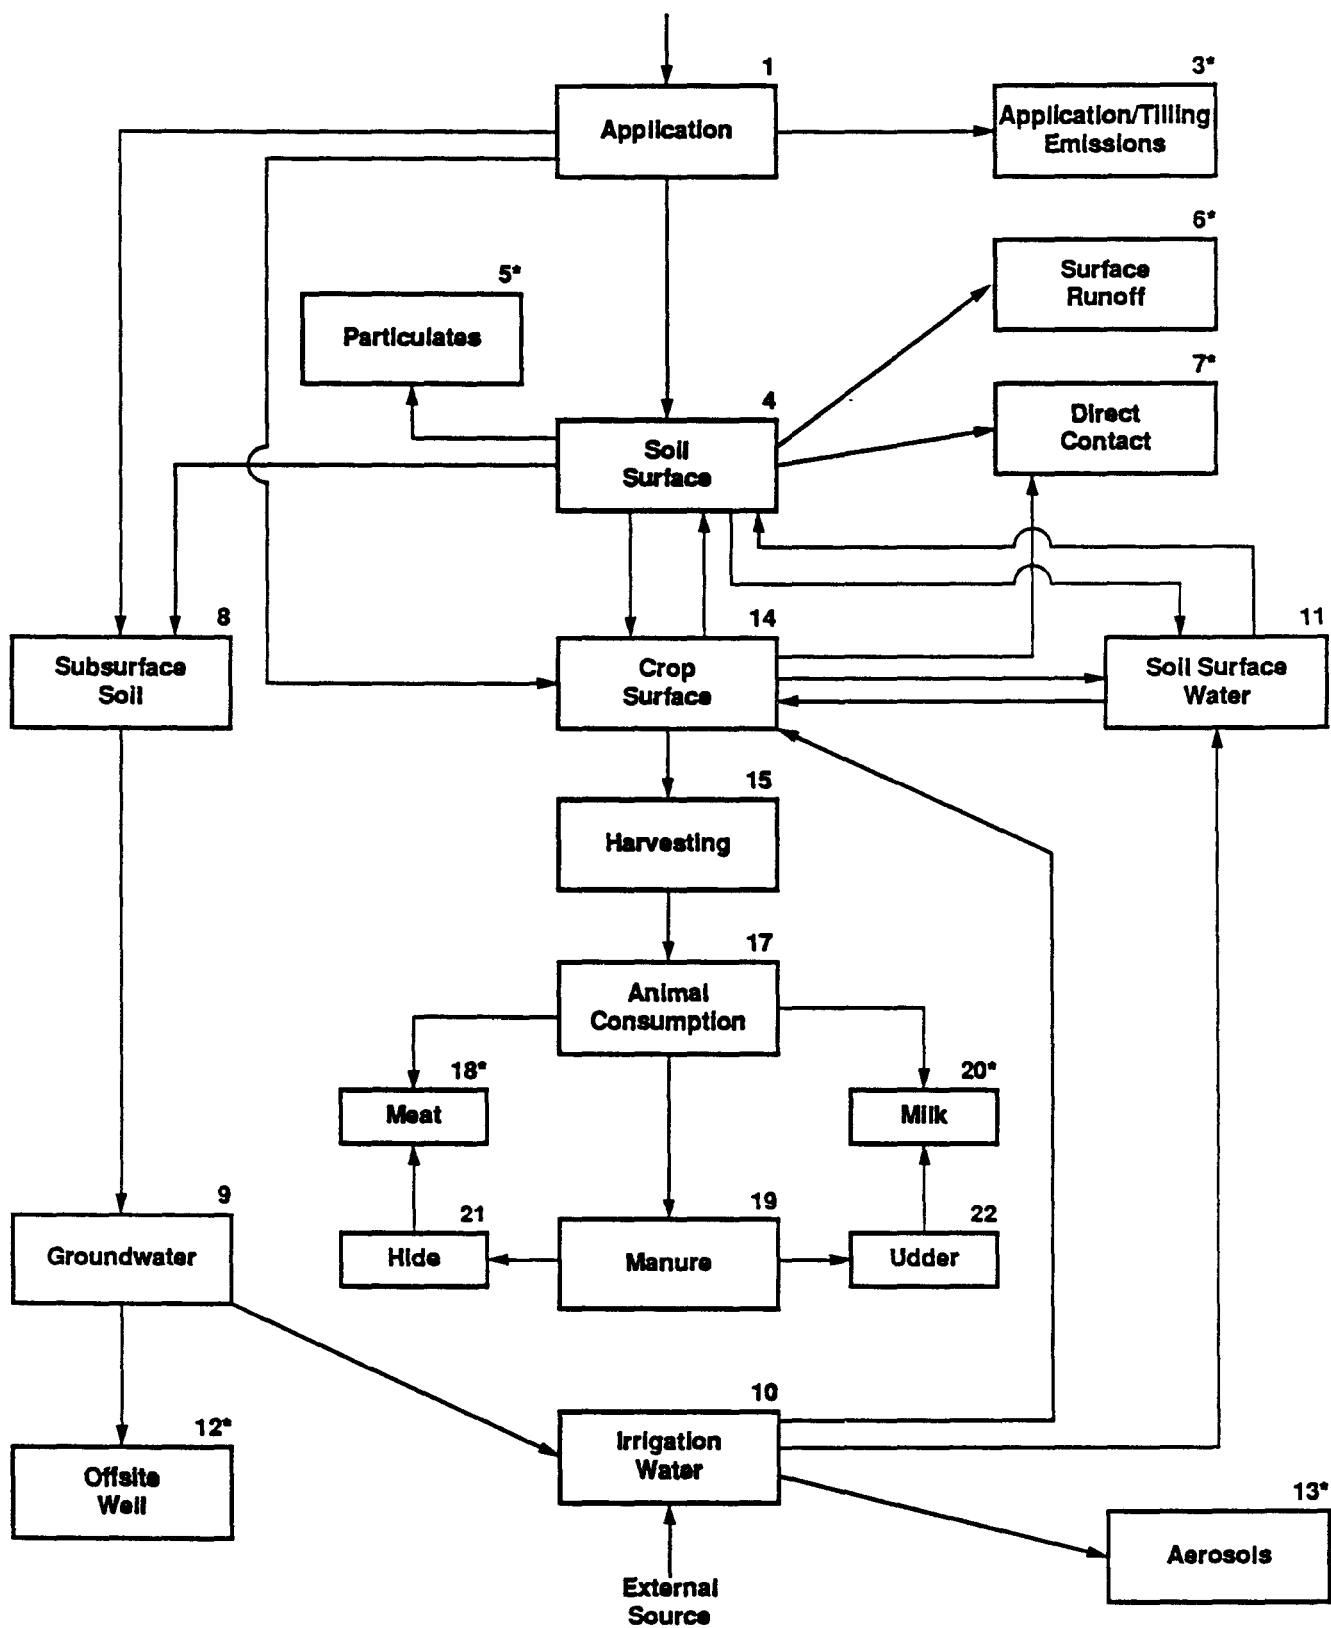 1
Application
3*
Application/Tilling
Emissions
6*
Surface
Runoff
5*
Particulates
7*
Direct
Contact
4
Soil
Surface
8
Subsurface
Soil
14
Crop
Surface
11
Soil Surface
Water
15
Harvesting
17
Animal
Consumption
18*
Meat
20*
Milk
9
Groundwater
21
Hide
19
Manure
22
Udder
10
Irrigation
Water
12*
Offsite
Well
13*
Aerosols
External
Source